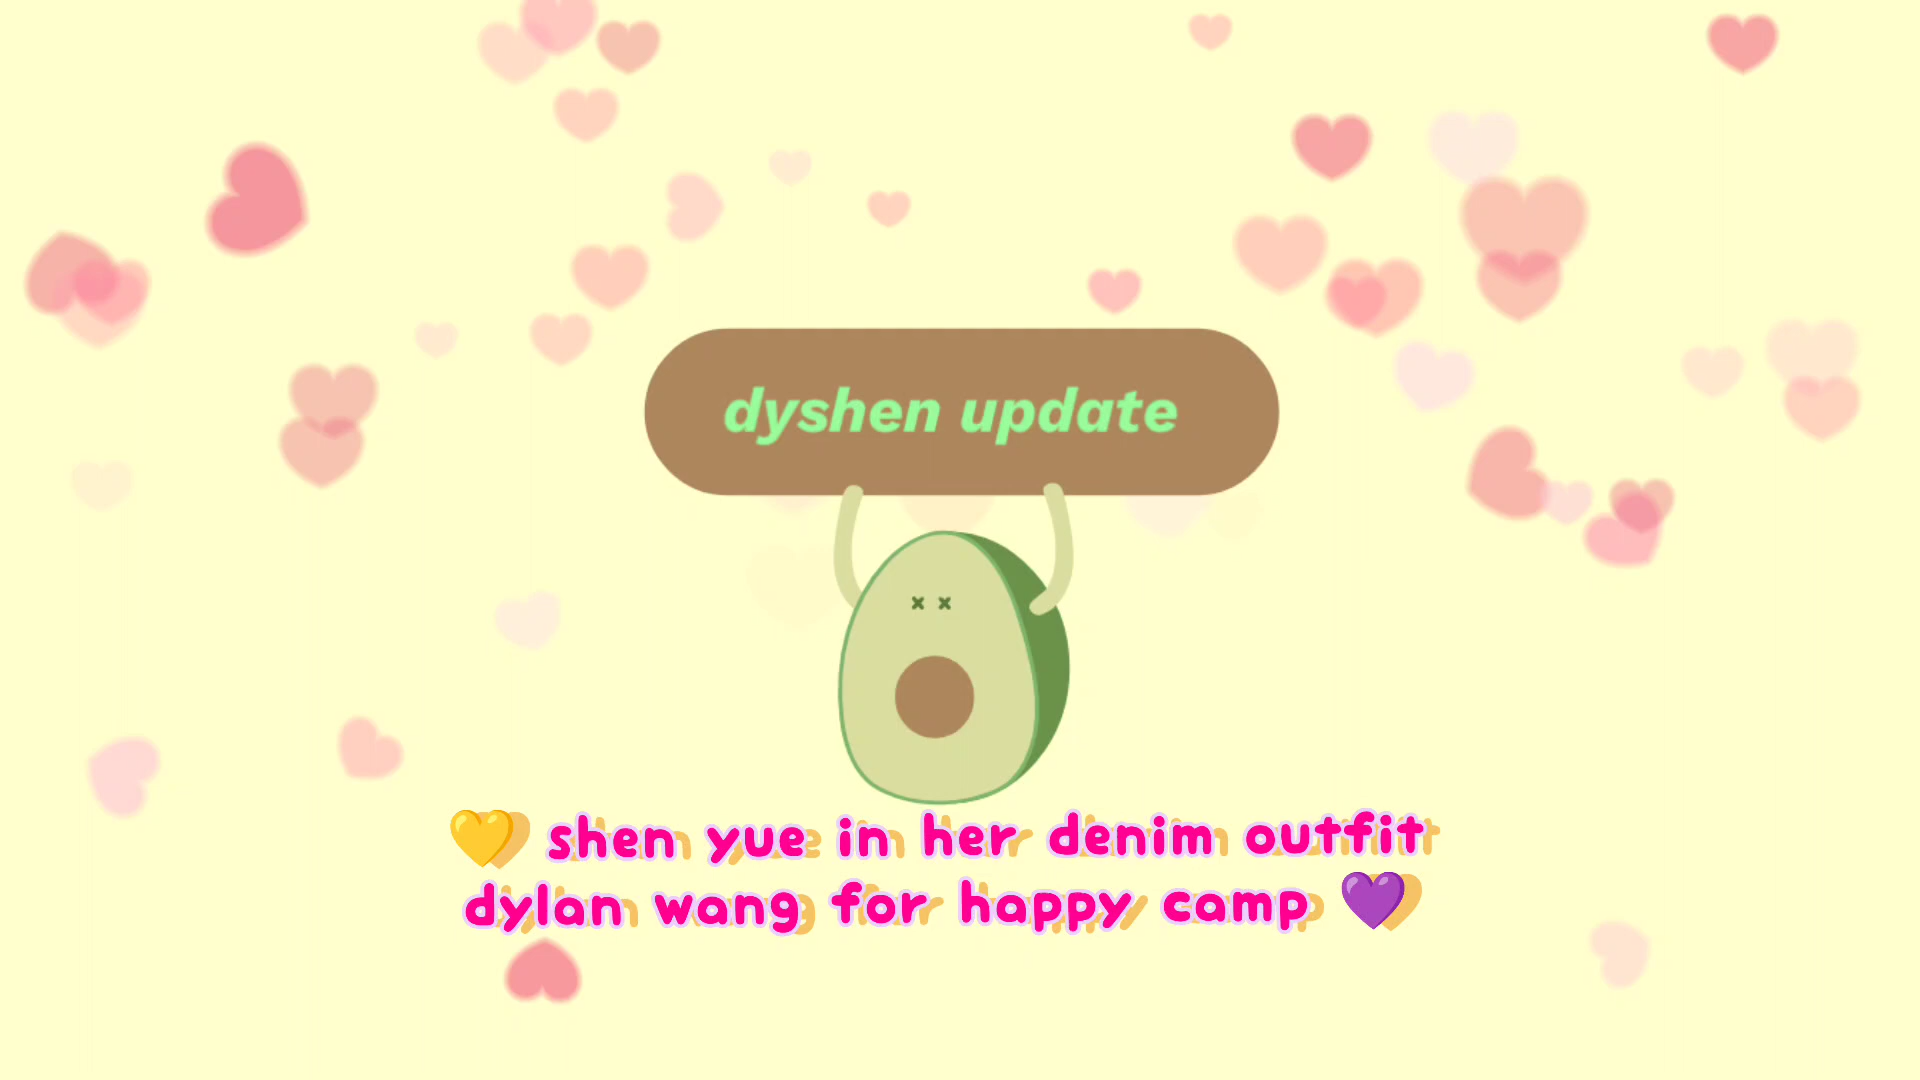 dyshen update
💛 shen yue in her denim outfit
dylan wang for happy camp 💜